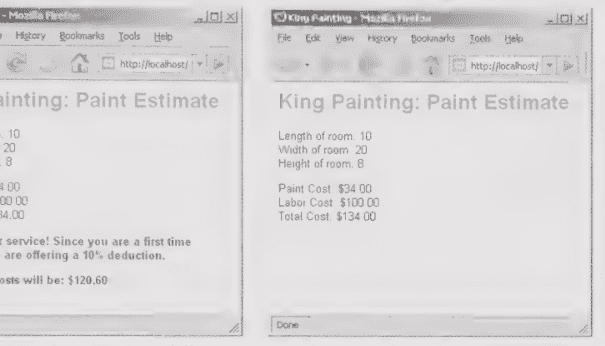 - Mozilla Firefox
History Bookmarks Tools Help
http://localhost/
ainting: Paint Estimate
. 10
20
. 8
4 00
00 00
34.00
r service! Since you are a first time
are offering a 10% deduction.
osts will be: $120.60
King Painting - Mozilla Firefox
File Edit View History Bookmarks Tools Help
http://localhost/
King Painting: Paint Estimate
Length of room. 10
Width of room 20
Height of room. 8
Paint Cost $34 00
Labor Cost $100 00
Total Cost. $134 00
Done